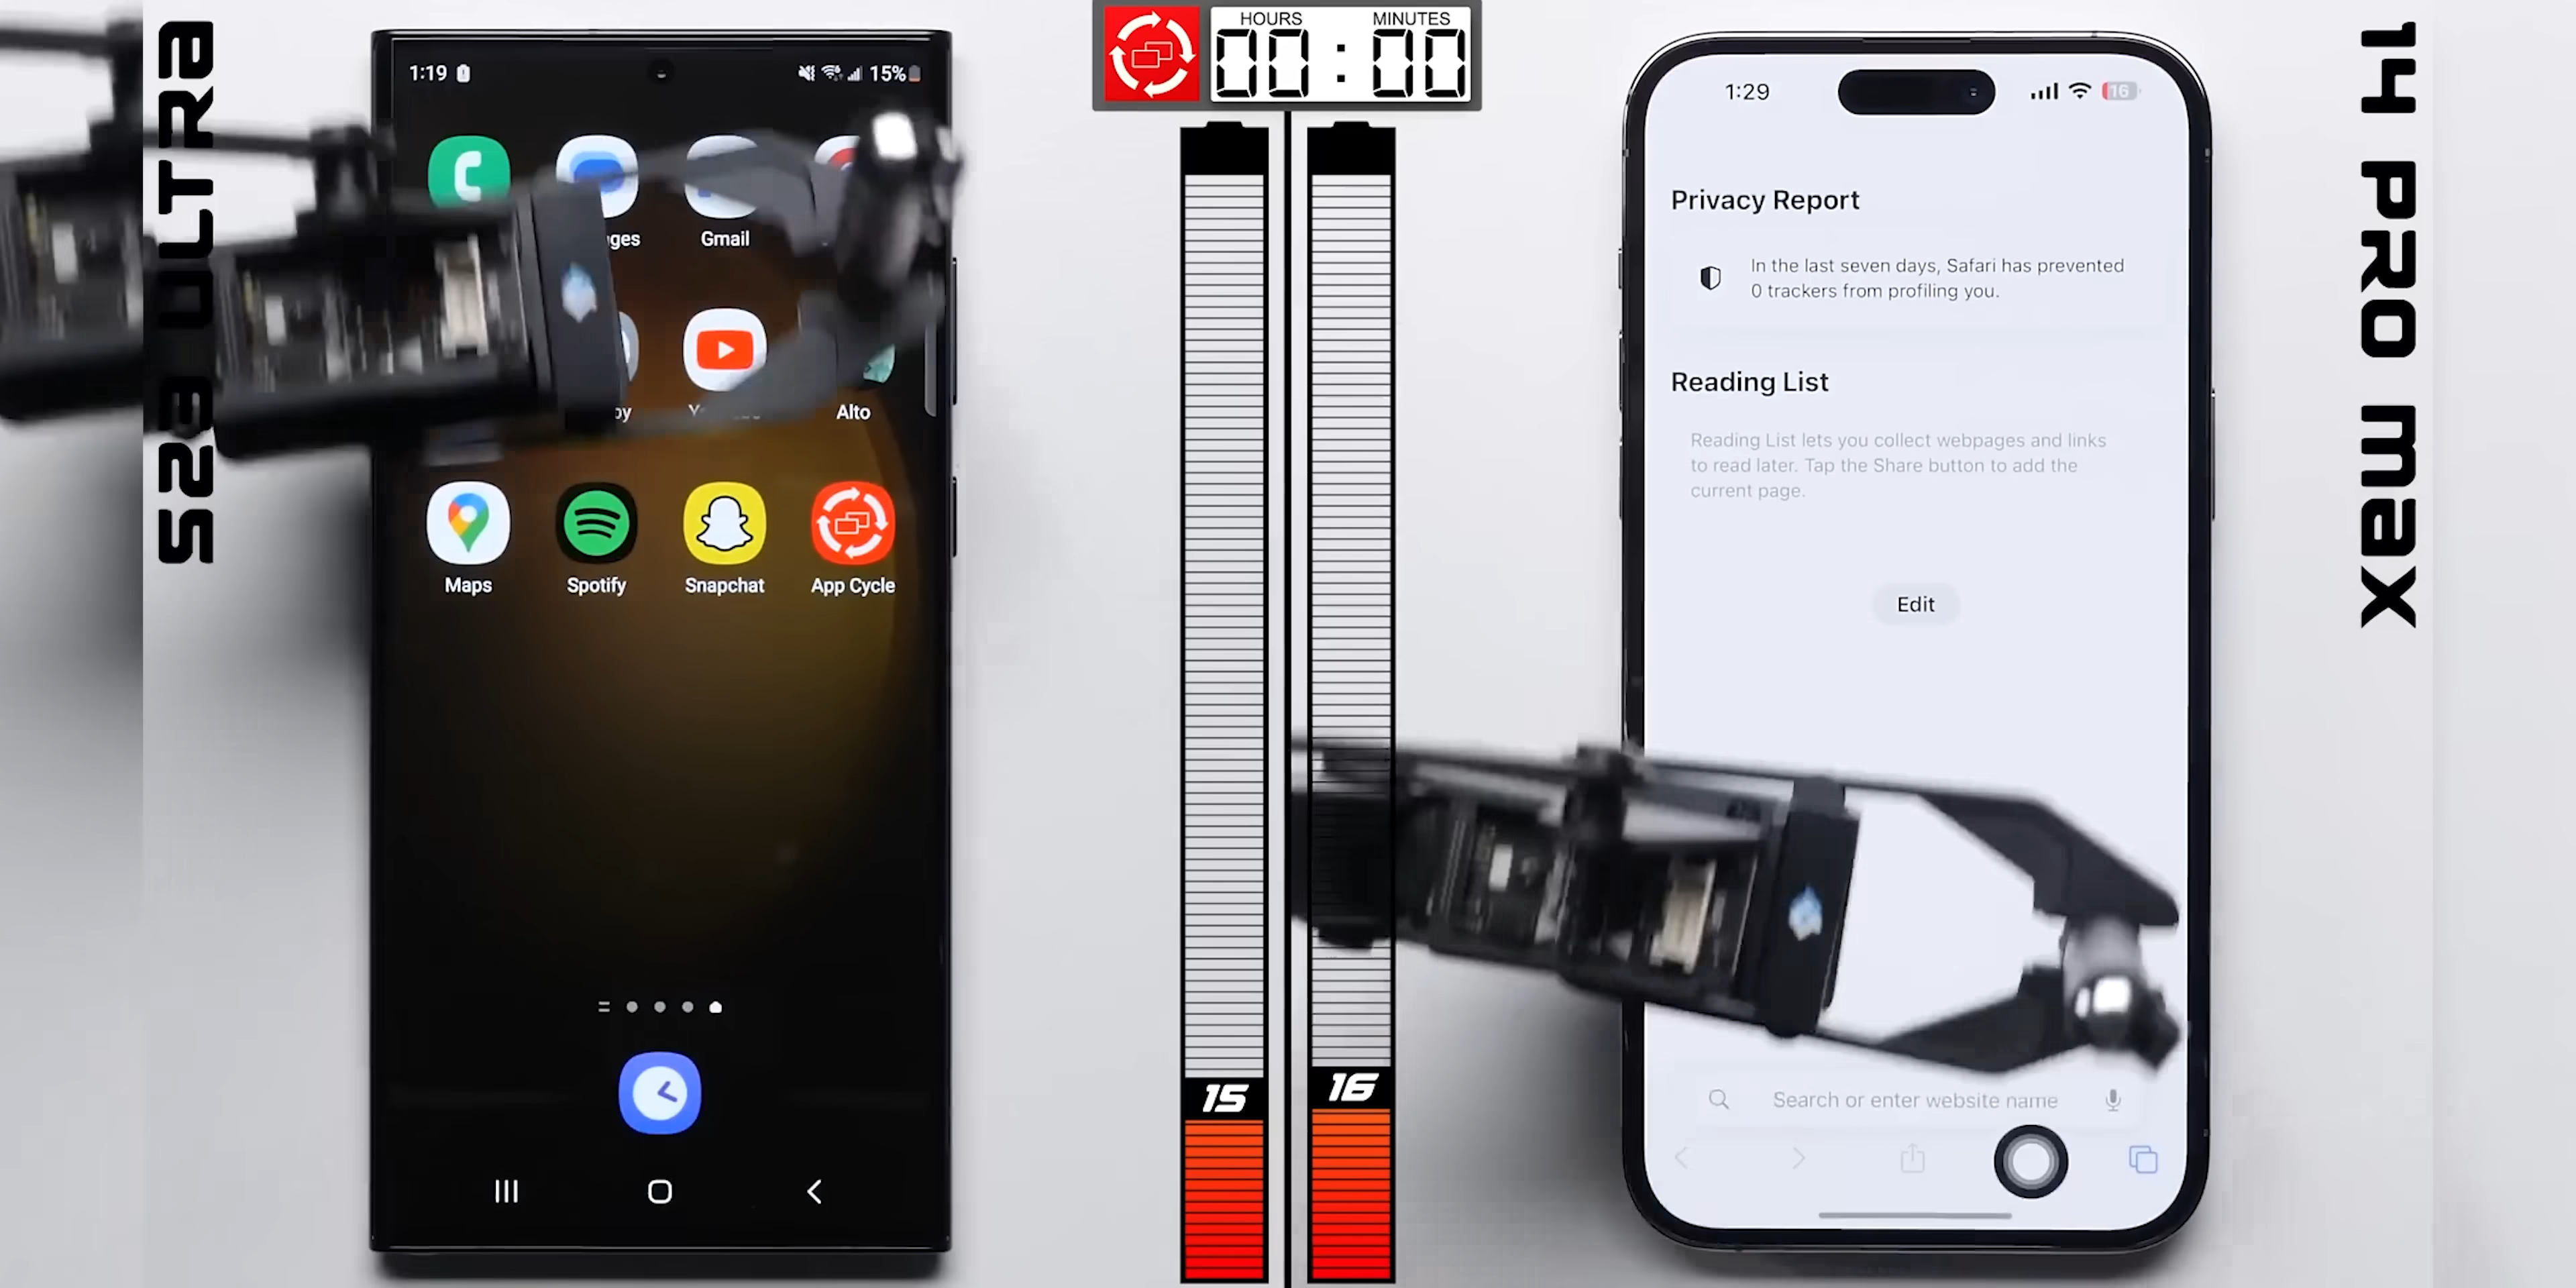 S23 ULTRA
1:19
15%
Gmail
Alto
Maps
Spotify
Snapchat
App Cycle
HOURS
MINUTES
00:00
15
16
1:29
16
Privacy Report
In the last seven days, Safari has prevented
0 trackers from profiling you.
Reading List
Reading List lets you collect webpages and links
to read later. Tap the Share button to add the
current page.
Edit
Search or enter website name
14 PRO MAX